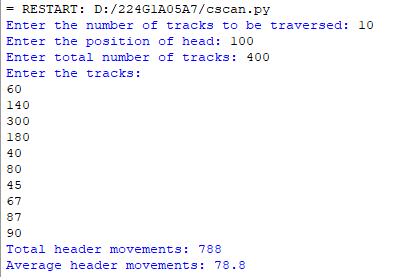 = RESTART: D:/224G1A05A7/cscan.py
Enter the number of tracks to be traversed: 10
Enter the position of head: 100
Enter total number of tracks: 400
Enter the tracks:
60
140
300
180
40
80
45
67
87
90
Total header movements: 788
Average header movements: 78.8